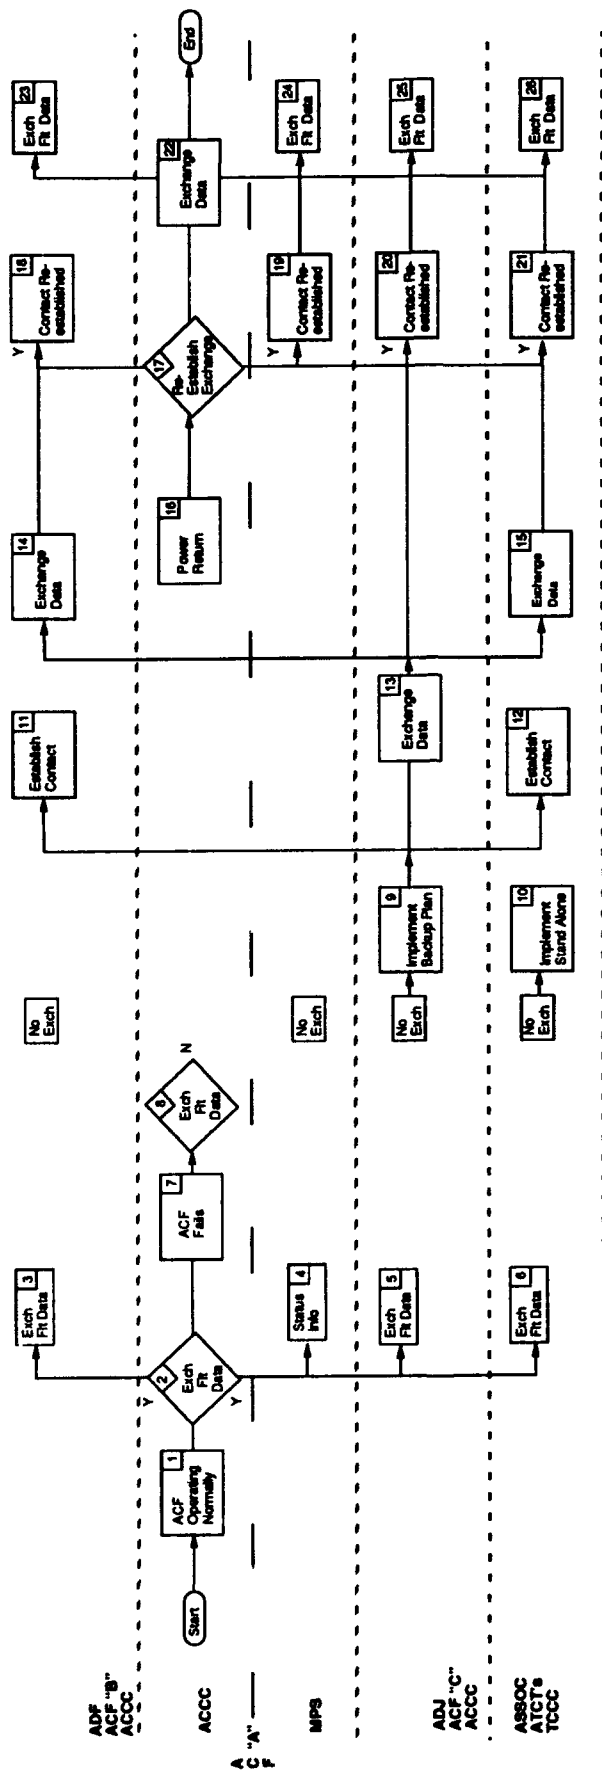 ADF
ACF "B"
ACCC
3
Exch
Flt Data
No
Exch
11
Establish
Contact
14
Exchange
Data
18
Y
Contact Re-
established
23
Exch
Flt Data
ACCC
Start
1
ACF
Operating
Normally
2
Y
Exch
Flt
Data
Y
7
ACF
Fails
8
Exch
Flt
Data
N
16
Power
Return
17
Re-
Establish
Exchange
22
Exchange
Data
End
A
C "A"
F
MPS
4
Status
Info
No
Exch
19
Y
Contact Re-
established
24
Exch
Flt Data
ADJ
ACF "C"
ACCC
5
Exch
Flt Data
No
Exch
9
Implement
Backup Plan
13
Exchange
Data
20
Y
Contact Re-
established
25
Exch
Flt Data
ASSOC
ATCT's
TCCC
6
Exch
Flt Data
No
Exch
10
Implement
Stand Alone
12
Establish
Contact
15
Exchange
Data
21
Y
Contact Re-
established
26
Exch
Flt Data